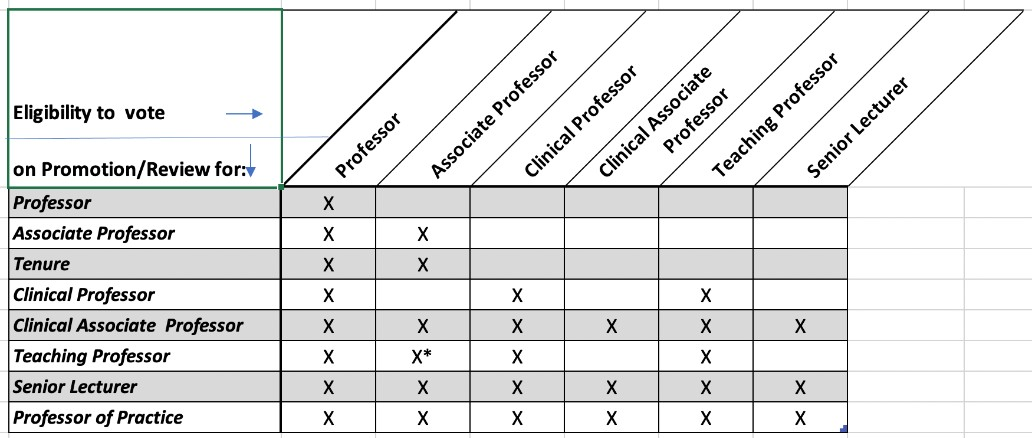 Eligibility to vote
on Promotion/Review for:
Professor
Associate Professor
Clinical Professor
Clinical Associate
Professor
Teaching Professor
Senior Lecturer
Professor X
Associate Professor X X
Tenure X X
Clinical Professor X X X
Clinical Associate Professor X X X X X X
Teaching Professor X X* X X
Senior Lecturer X X X X X X
Professor of Practice X X X X X X